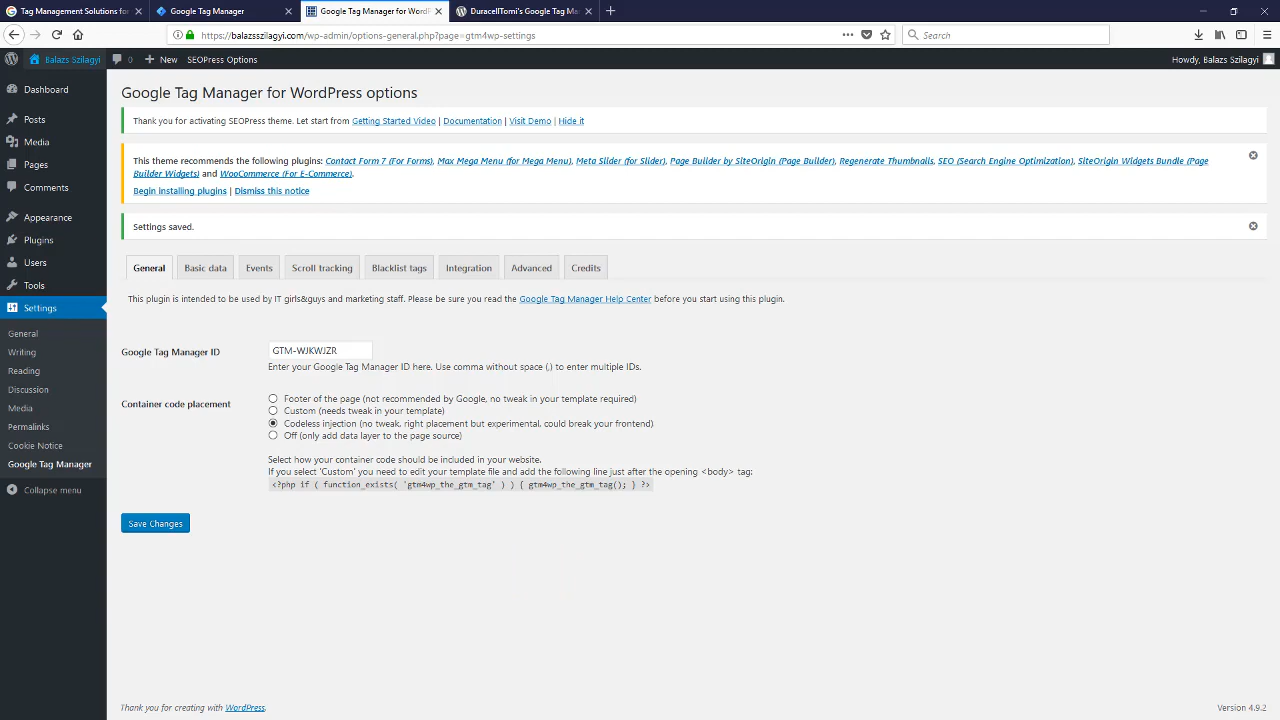 Tag Management Solutions for
Google Tag Manager
Google Tag Manager for WordP
DuracellTomi's Google Tag Ma
https://balazsszilagyi.com/wp-admin/options-general.php?page=gtm4wp-settings
Search
Balazs Szilagyi
0
New
SEOPress Options
Howdy, Balazs Szilagyi
Dashboard
Posts
Media
Pages
Comments
Appearance
Plugins
Users
Tools
Settings
General
Writing
Reading
Discussion
Media
Permalinks
Cookie Notice
Google Tag Manager
Collapse menu
Google Tag Manager for WordPress options
Thank you for activating SEOPress theme. Let start from Getting Started Video | Documentation | Visit Demo | Hide it
This theme recommends the following plugins: Contact Form 7 (For Forms), Max Mega Menu (for Mega Menu), Meta Slider (for Slider), Page Builder by SiteOrigin (Page Builder), Regenerate Thumbnails, SEO (Search Engine Optimization), SiteOrigin Widgets Bundle (Page
Builder Widgets) and WooCommerce (For E-Commerce).
Begin installing plugins | Dismiss this notice
Settings saved.
General
Basic data
Events
Scroll tracking
Blacklist tags
Integration
Advanced
Credits
This plugin is intended to be used by IT girls&guys and marketing staff. Please be sure you read the Google Tag Manager Help Center before you start using this plugin.
Google Tag Manager ID
GTM-WJKWJZR
Enter your Google Tag Manager ID here. Use comma without space (,) to enter multiple IDs.
Container code placement
Footer of the page (not recommended by Google, no tweak in your template required)
Custom (needs tweak in your template)
Codeless injection (no tweak, right placement but experimental, could break your frontend)
Off (only add data layer to the page source)
Select how your container code should be included in your website.
If you select 'Custom' you need to edit your template file and add the following line just after the opening <body> tag:
<?php if ( function_exists( 'gtm4wp_the_gtm_tag' ) ) { gtm4wp_the_gtm_tag(); } ?>
Save Changes
Thank you for creating with WordPress.
Version 4.9.2